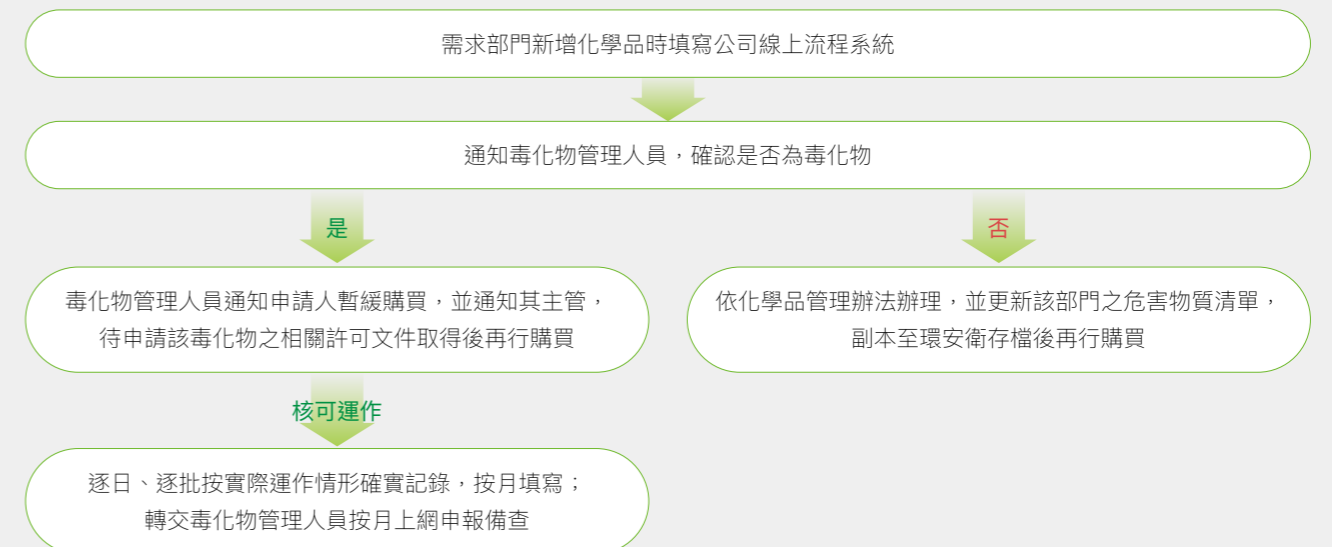 需求部門新增化學品時填寫公司線上流程系統
通知毒化物管理人員，確認是否為毒化物
是
否
毒化物管理人員通知申請人暫緩購買，並通知其主管，
待申請該毒化物之相關許可文件取得後再行購買
依化學品管理辦法辦理，並更新該部門之危害物質清單，
副本至環安衛存檔後再行購買
核可運作
逐日、逐批按實際運作情形確實記錄，按月填寫；
轉交毒化物管理人員按月上網申報備查